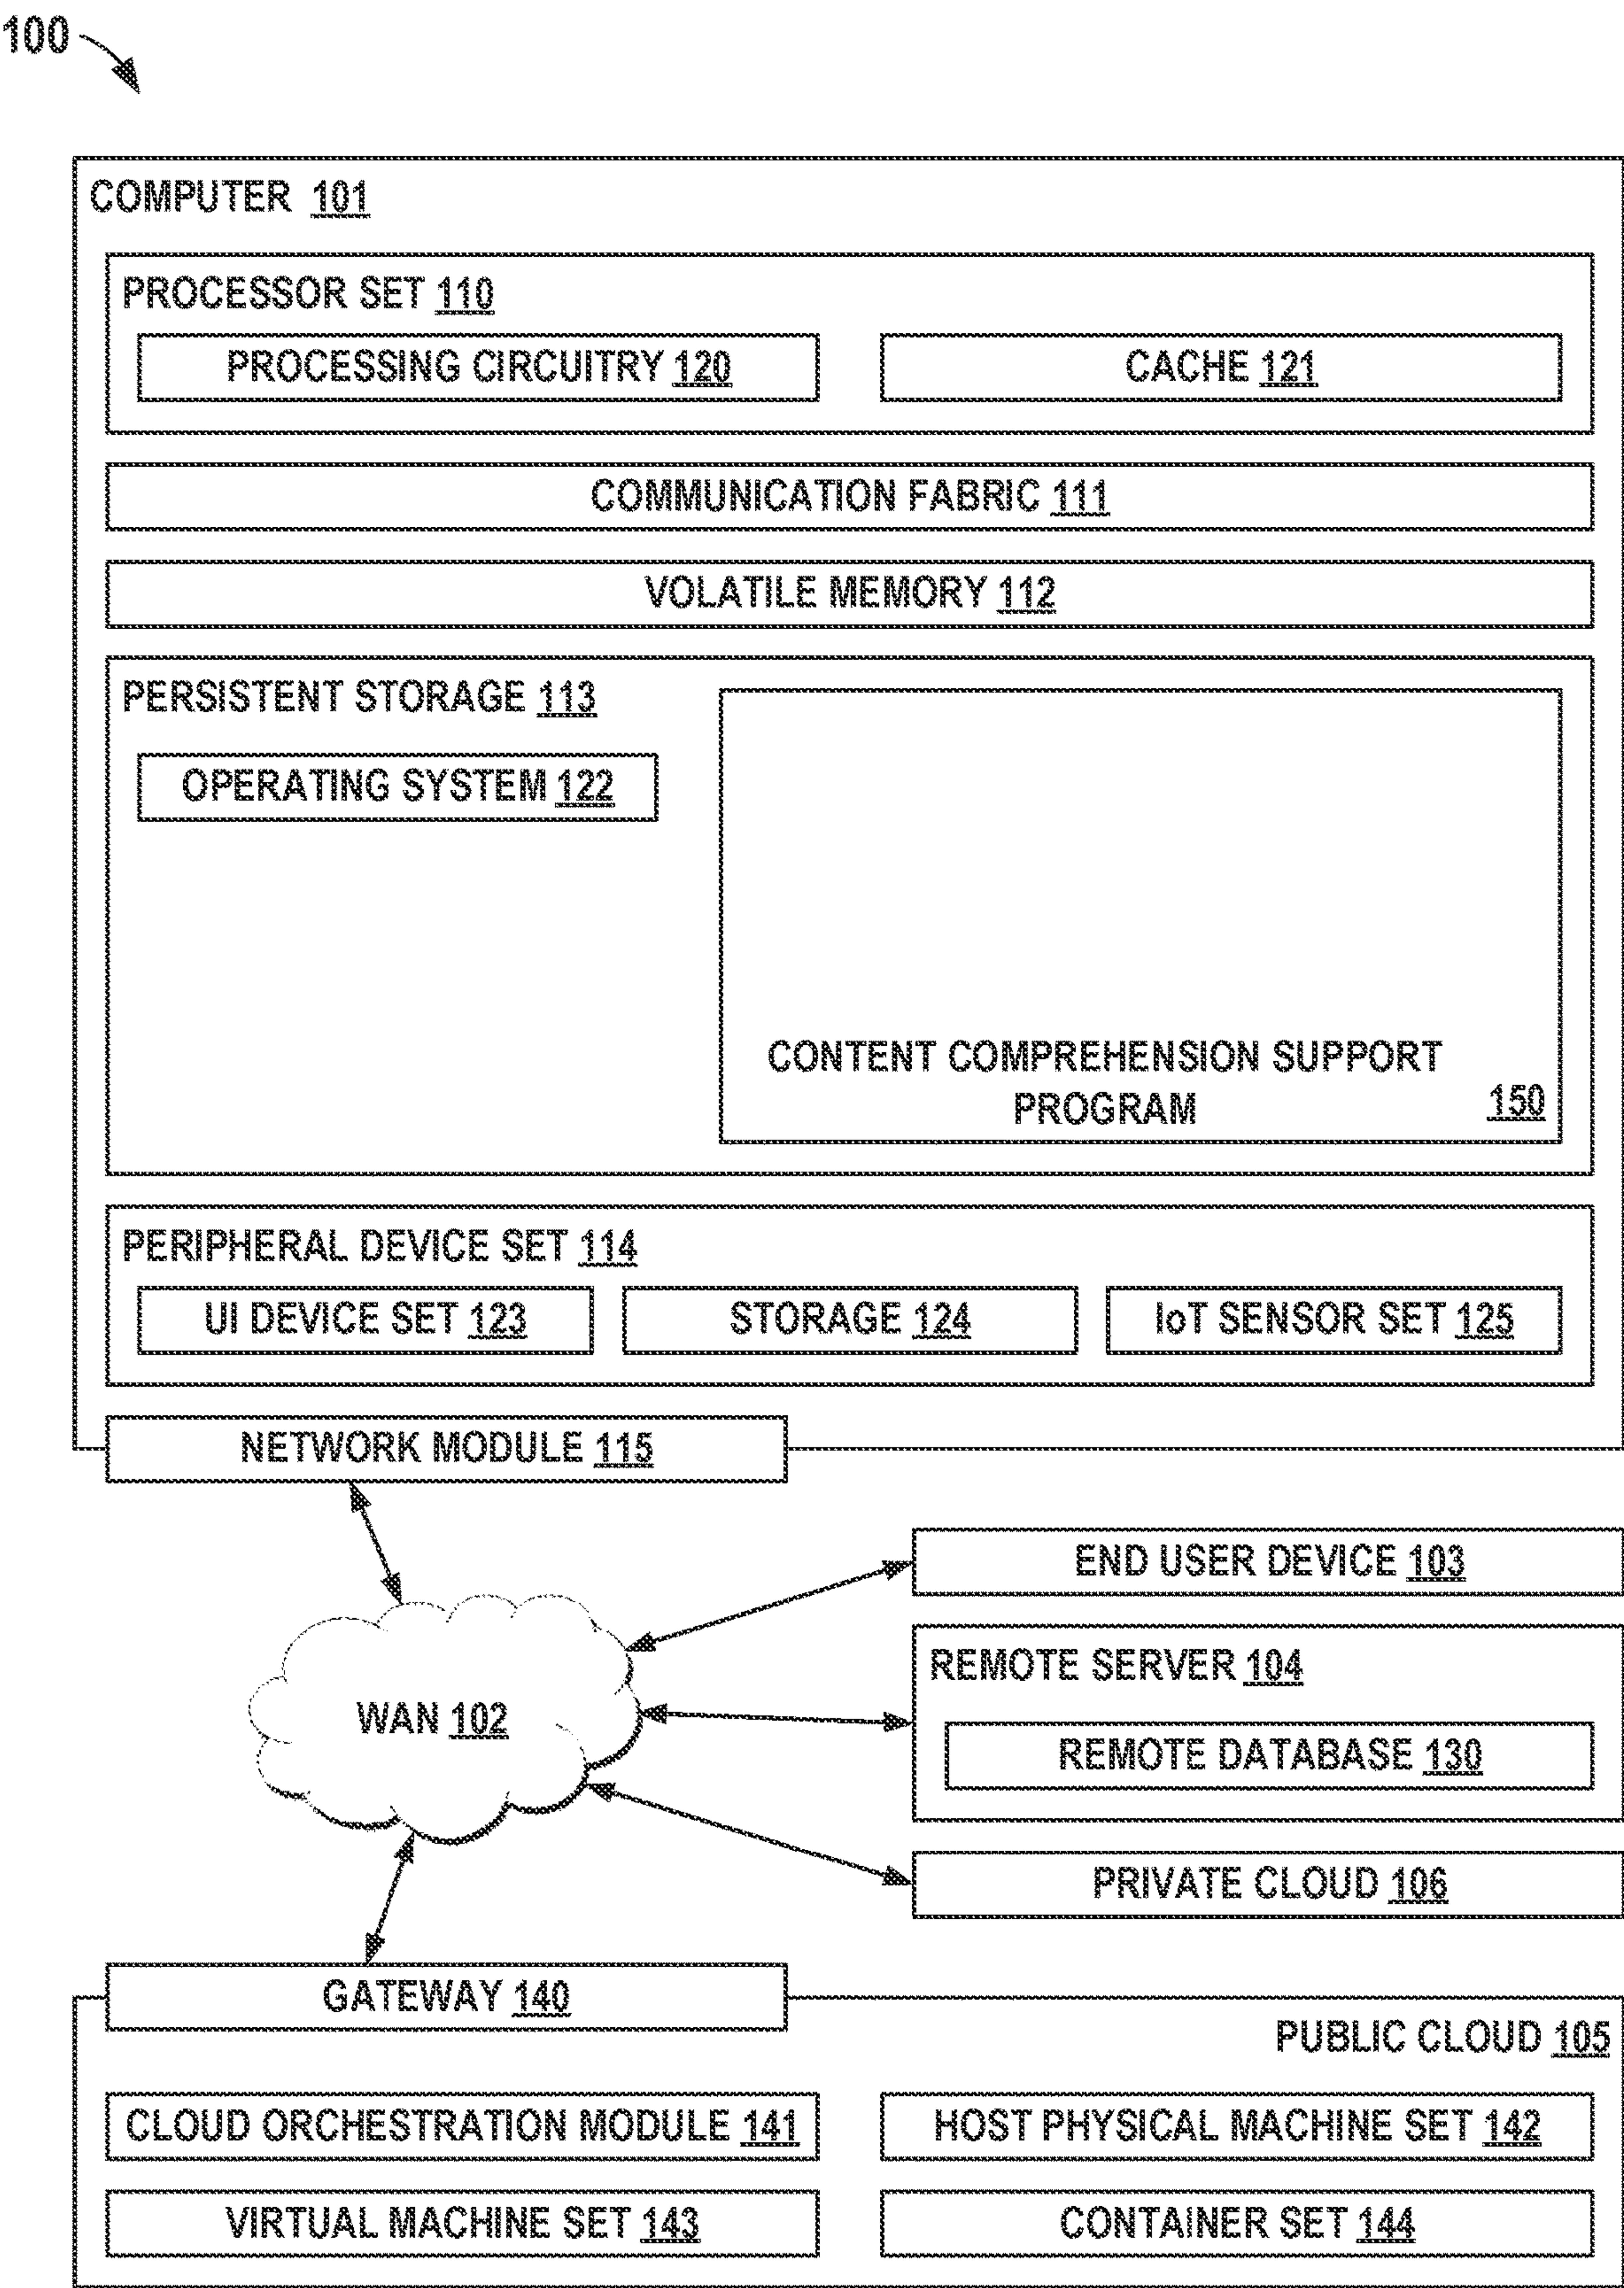 100
COMPUTER 101
PROCESSOR SET 110
PROCESSING CIRCUITRY 120
CACHE 121
COMMUNICATION FABRIC 111
VOLATILE MEMORY 112
PERSISTENT STORAGE 113
OPERATING SYSTEM 122
CONTENT COMPREHENSION SUPPORT
PROGRAM 150
PERIPHERAL DEVICE SET 114
UI DEVICE SET 123
STORAGE 124
IoT SENSOR SET 125
NETWORK MODULE 115
END USER DEVICE 103
REMOTE SERVER 104
WAN 102
REMOTE DATABASE 130
PRIVATE CLOUD 106
GATEWAY 140
PUBLIC CLOUD 105
CLOUD ORCHESTRATION MODULE 141
HOST PHYSICAL MACHINE SET 142
VIRTUAL MACHINE SET 143
CONTAINER SET 144